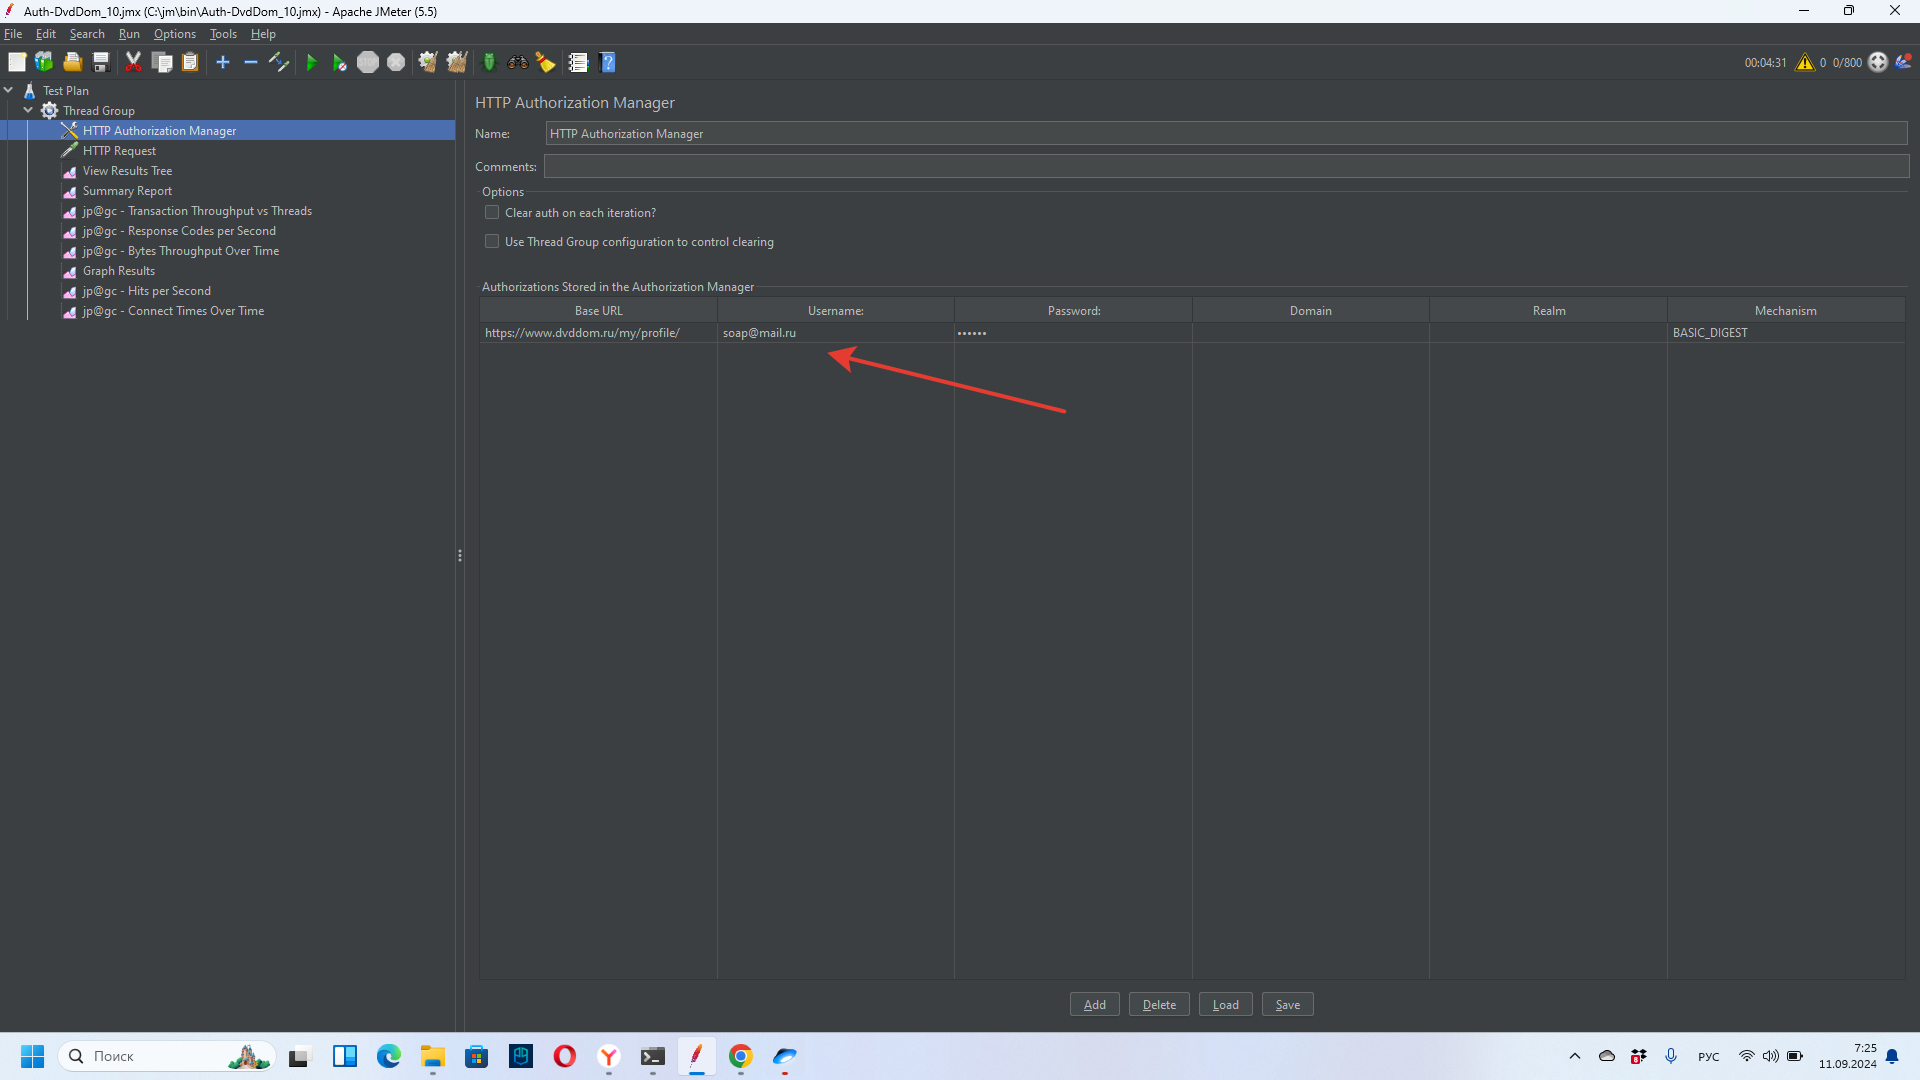 Auth-DvdDom_10.jmx (C:\jm\bin\Auth-DvdDom_10.jmx) - Apache JMeter (5.5)
File Edit Search Run Options Tools Help
STOP
00:04:31 0 0/800
Test Plan
Thread Group
HTTP Authorization Manager
HTTP Request
View Results Tree
Summary Report
jp@gc - Transaction Throughput vs Threads
jp@gc - Response Codes per Second
jp@gc - Bytes Throughput Over Time
Graph Results
jp@gc - Hits per Second
jp@gc - Connect Times Over Time
HTTP Authorization Manager
Name: HTTP Authorization Manager
Comments:
Options
Clear auth on each iteration?
Use Thread Group configuration to control clearing
Authorizations Stored in the Authorization Manager
Base URL Username: Password: Domain Realm Mechanism
https://www.dvddom.ru/my/profile/ soap@mail.ru •••••• BASIC_DIGEST
Add Delete Load Save
Поиск
РУС
7:25
11.09.2024